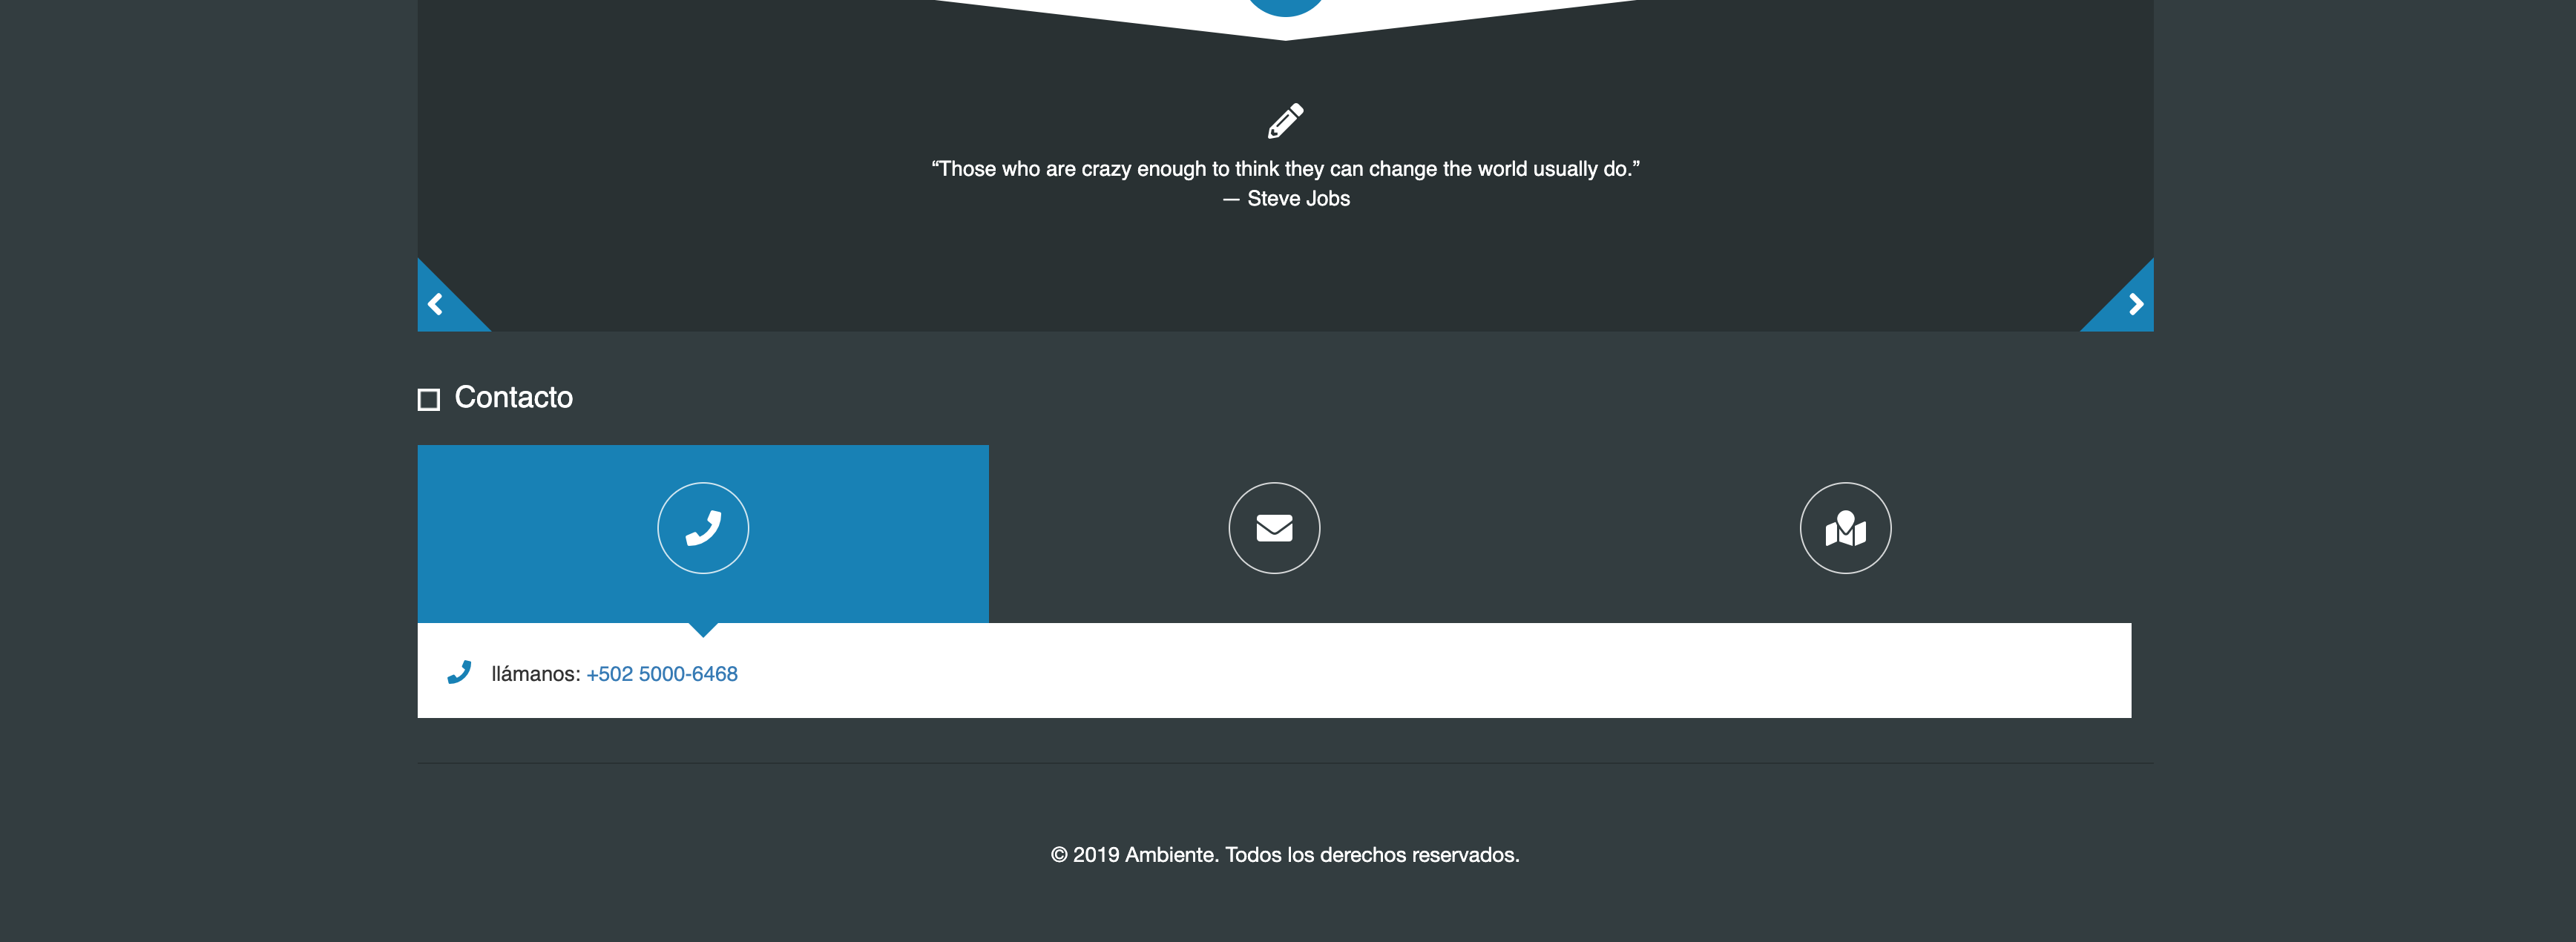 “Those who are crazy enough to think they can change the world usually do.”
— Steve Jobs
Contacto
llámanos: +502 5000-6468
© 2019 Ambiente. Todos los derechos reservados.